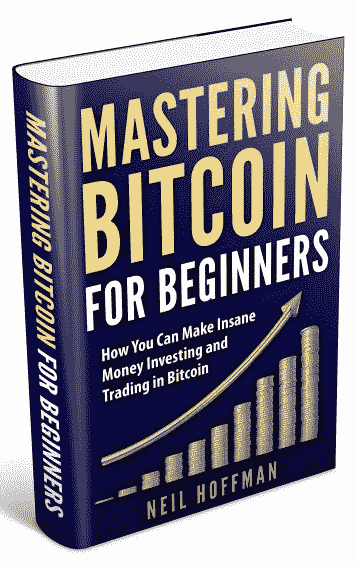 MASTERING BITCOIN FOR BEGINNERS
MASTERING
BITCOIN
FOR BEGINNERS
How You Can Make Insane
Money Investing and
Trading in Bitcoin
NEIL HOFFMAN